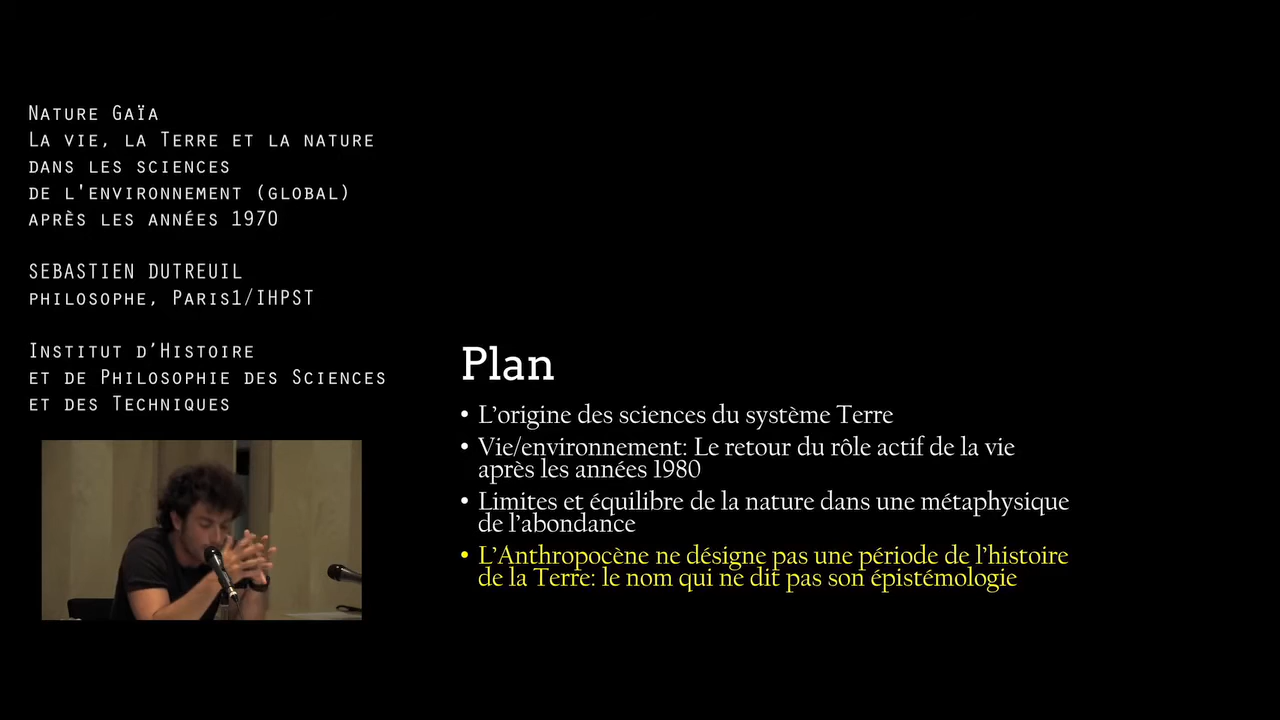 Nature Gaïa
La vie, la Terre et la nature
dans les sciences
de l'environnement (global)
après les années 1970
SEBASTIEN DUTREUIL
philosophe, Paris1/IHPST
Institut d'Histoire
et de Philosophie des Sciences
et des Techniques
Plan
• L'origine des sciences du système Terre
• Vie/environnement: Le retour du rôle actif de la vie
après les années 1980
• Limites et équilibre de la nature dans une métaphysique
de l'abondance
• L'Anthropocène ne désigne pas une période de l'histoire
de la Terre: le nom qui ne dit pas son épistémologie